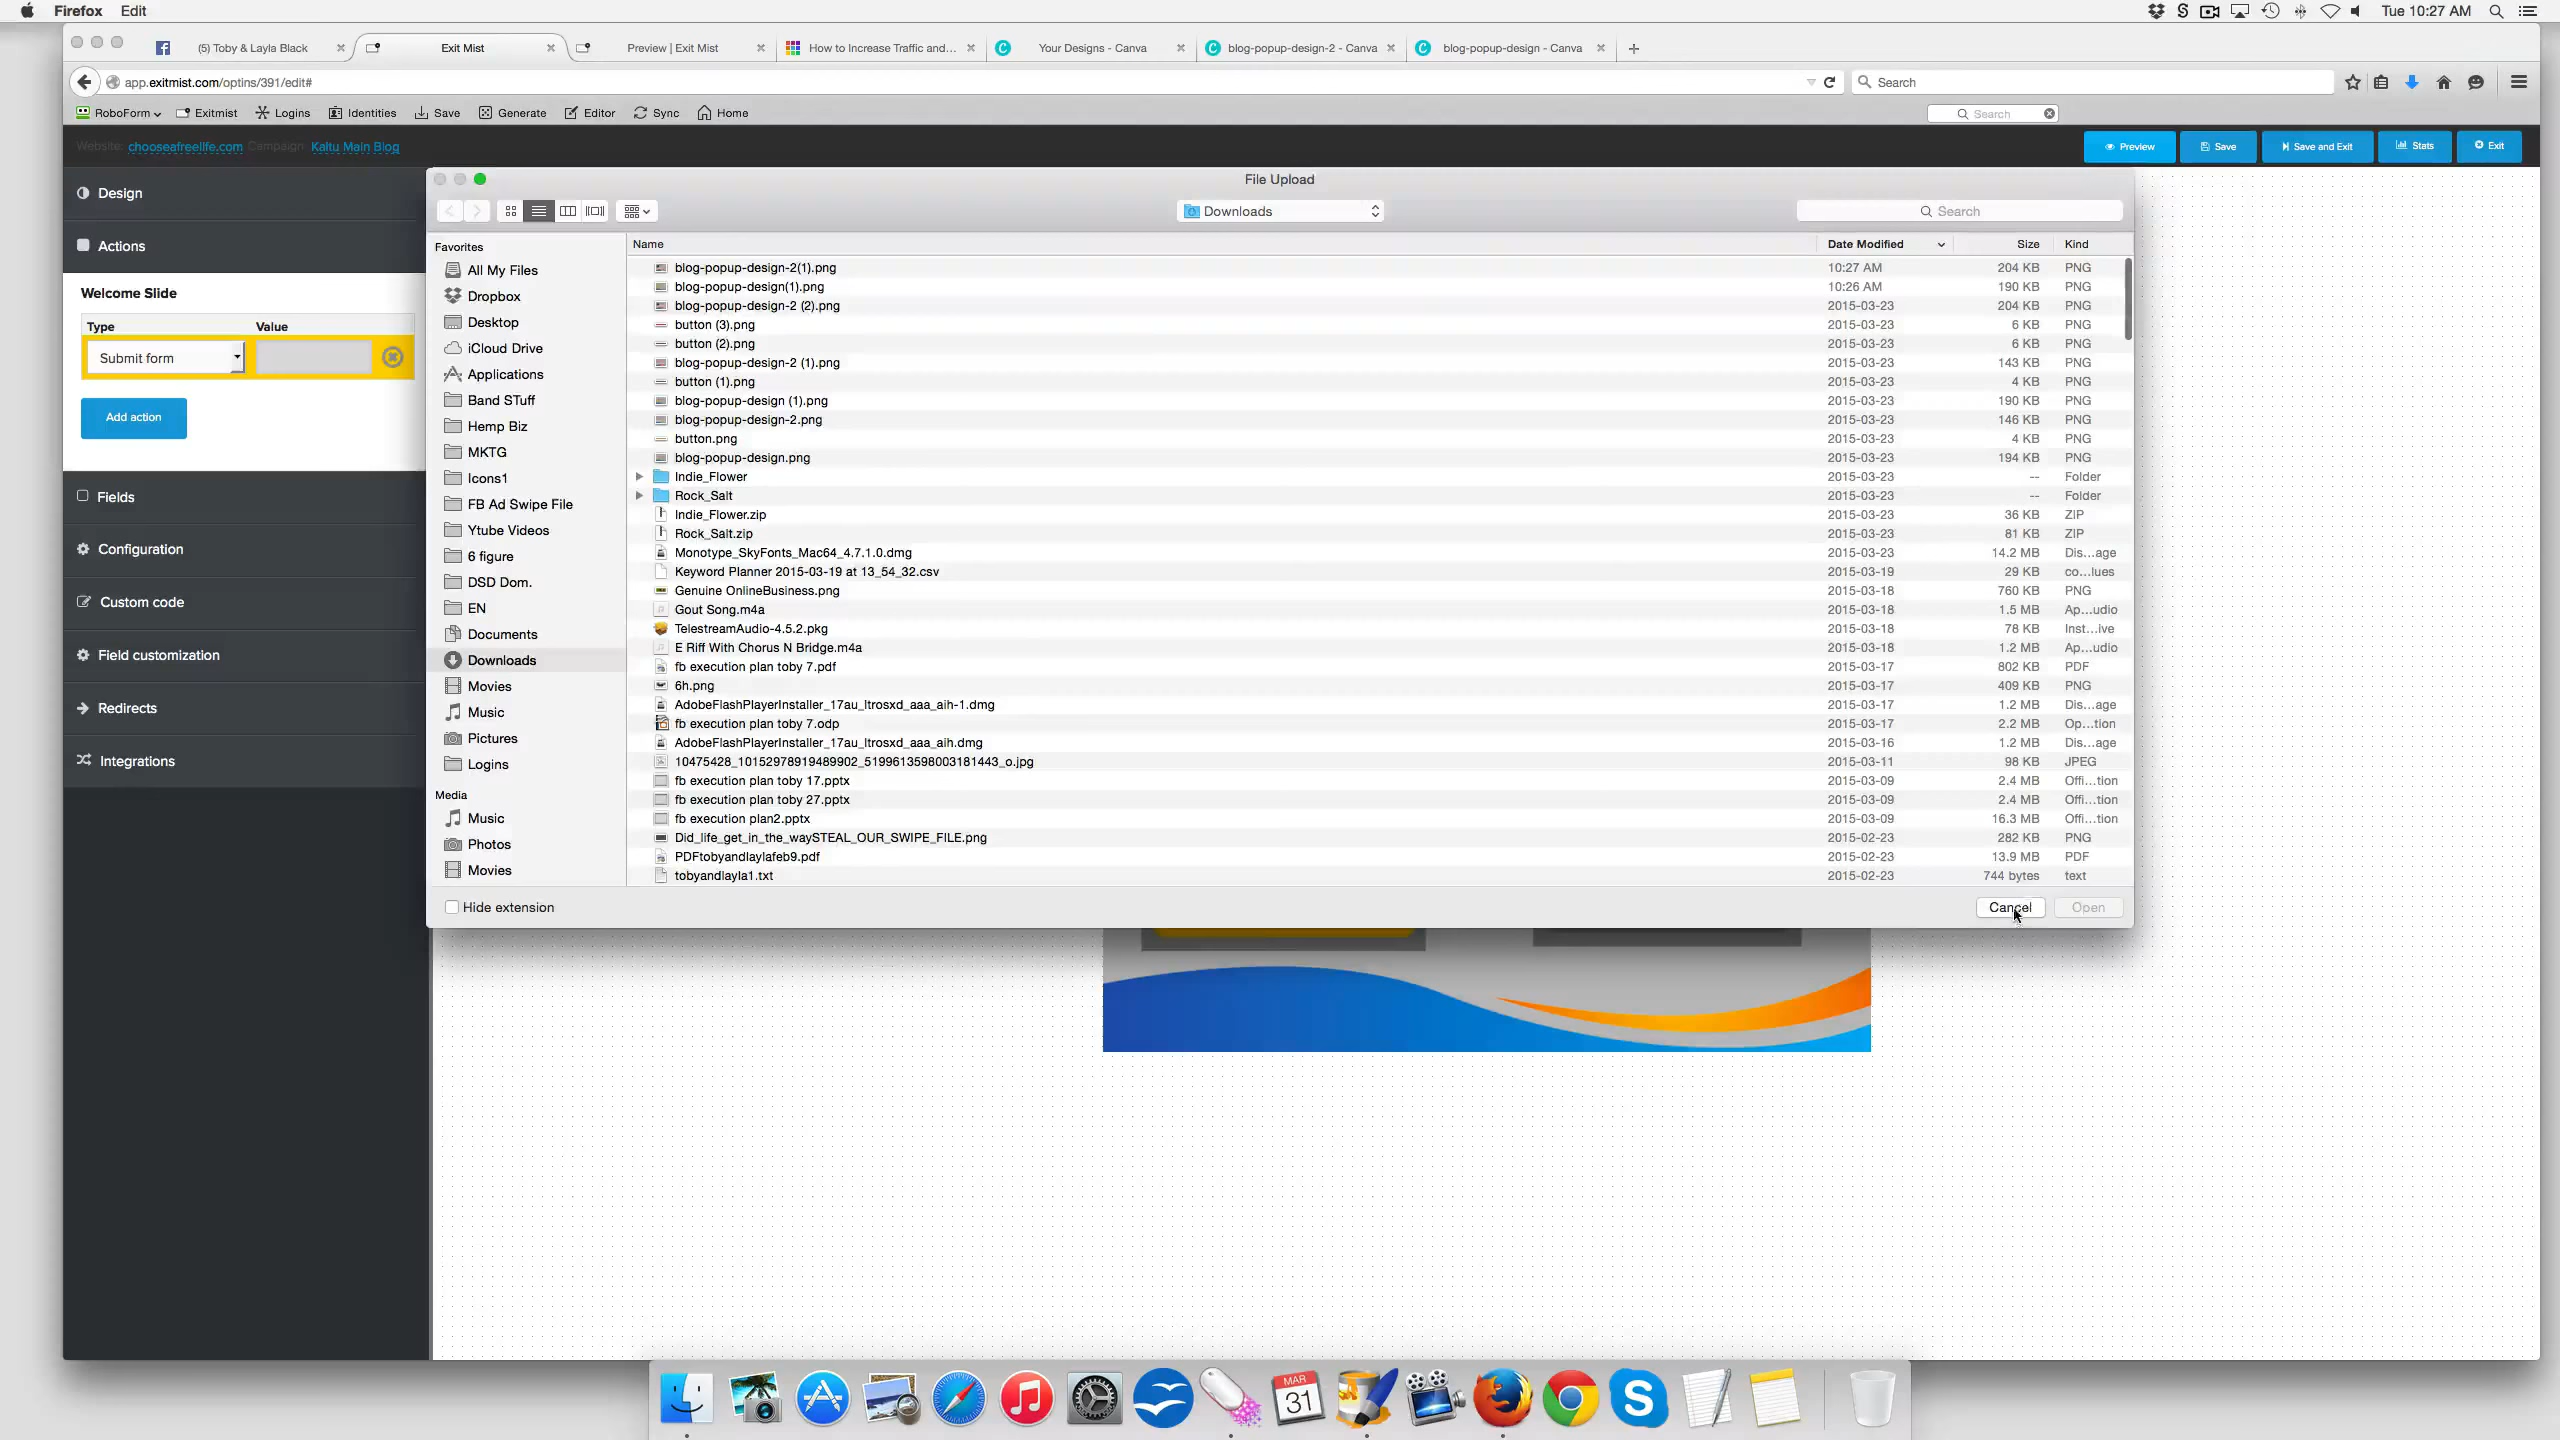 Firefox Edit Tue 10:27 AM
(5) Toby & Layla Black Exit Mist Preview | Exit Mist How to Increase Traffic and... Your Designs - Canva blog-popup-design-2 - Canva blog-popup-design - Canva
app.exitmist.com/optins/391/edit# Search
RoboForm Exitmist Logins Identities Save Generate Editor Sync Home Search
Website: chooseafreelife.com Campaign: Kaltu Main Blog Preview Save Save and Exit Stats Exit
Design
Actions
Welcome Slide
Type Value
Submit form
Add action
Fields
Configuration
Custom code
Field customization
Redirects
Integrations
File Upload
Downloads Search
Favorites
All My Files
Dropbox
Desktop
iCloud Drive
Applications
Band STuff
Hemp Biz
MKTG
Icons1
FB Ad Swipe File
Ytube Videos
6 figure
DSD Dom.
EN
Documents
Downloads
Movies
Music
Pictures
Logins
Media
Music
Photos
Movies
Name Date Modified Size Kind
blog-popup-design-2(1).png 10:27 AM 204 KB PNG
blog-popup-design(1).png 10:26 AM 190 KB PNG
blog-popup-design-2 (2).png 2015-03-23 204 KB PNG
button (3).png 2015-03-23 6 KB PNG
button (2).png 2015-03-23 6 KB PNG
blog-popup-design-2 (1).png 2015-03-23 143 KB PNG
button (1).png 2015-03-23 4 KB PNG
blog-popup-design (1).png 2015-03-23 190 KB PNG
blog-popup-design-2.png 2015-03-23 146 KB PNG
button.png 2015-03-23 4 KB PNG
blog-popup-design.png 2015-03-23 194 KB PNG
Indie_Flower 2015-03-23 -- Folder
Rock_Salt 2015-03-23 -- Folder
Indie_Flower.zip 2015-03-23 36 KB ZIP
Rock_Salt.zip 2015-03-23 81 KB ZIP
Monotype_SkyFonts_Mac64_4.7.1.0.dmg 2015-03-23 14.2 MB Dis...age
Keyword Planner 2015-03-19 at 13_54_32.csv 2015-03-19 29 KB co...lues
Genuine OnlineBusiness.png 2015-03-18 760 KB PNG
Gout Song.m4a 2015-03-18 1.5 MB Ap...udio
TelestreamAudio-4.5.2.pkg 2015-03-18 78 KB Inst...ive
E Riff With Chorus N Bridge.m4a 2015-03-18 1.2 MB Ap...udio
fb execution plan toby 7.pdf 2015-03-17 802 KB PDF
6h.png 2015-03-17 409 KB PNG
AdobeFlashPlayerInstaller_17au_ltrosxd_aaa_aih-1.dmg 2015-03-17 1.2 MB Dis...age
fb execution plan toby 7.odp 2015-03-17 2.2 MB Op...tion
AdobeFlashPlayerInstaller_17au_ltrosxd_aaa_aih.dmg 2015-03-16 1.2 MB Dis...age
10475428_10152978919489902_5199613598003181443_o.jpg 2015-03-11 98 KB JPEG
fb execution plan toby 17.pptx 2015-03-09 2.4 MB Offi...tion
fb execution plan toby 27.pptx 2015-03-09 2.4 MB Offi...tion
fb execution plan2.pptx 2015-03-09 16.3 MB Offi...tion
Did_life_get_in_the_waySTEAL_OUR_SWIPE_FILE.png 2015-02-23 282 KB PNG
PDFtobyandlaylafeb9.pdf 2015-02-23 13.9 MB PDF
tobyandlayla1.txt 2015-02-23 744 bytes text
Hide extension Cancel Open
MAR
31